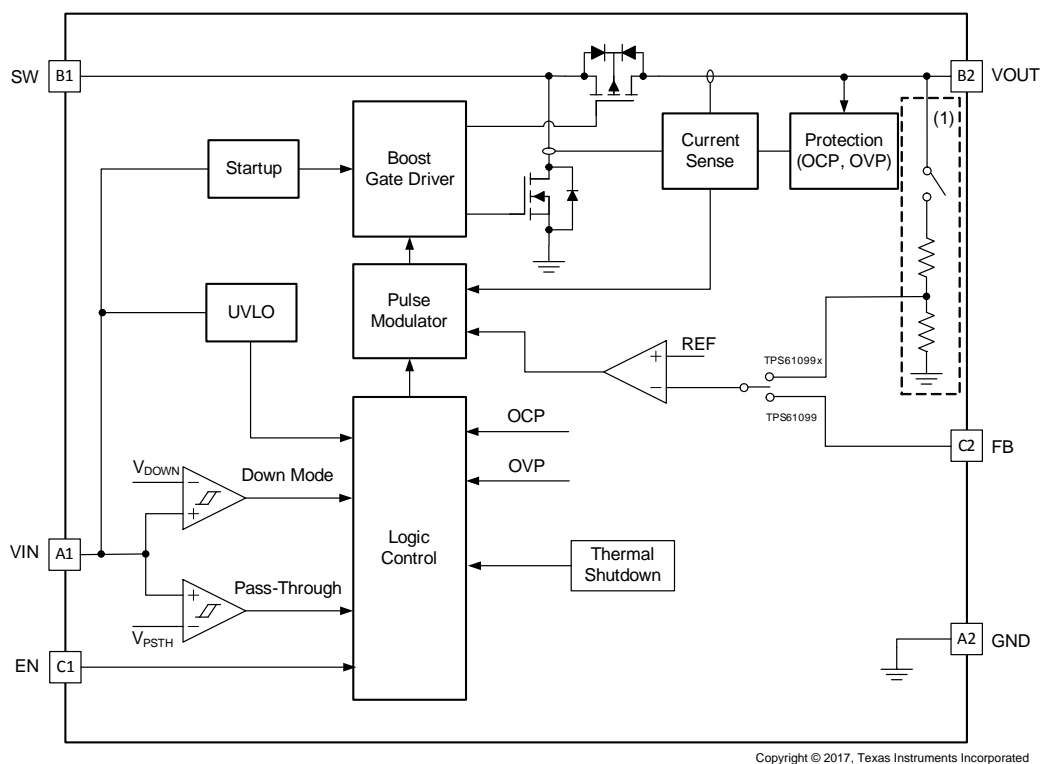 SW
B1
B2
VOUT
(1)
Startup
Boost
Gate Driver
Current
Sense
Protection
(OCP, OVP)
UVLO
Pulse
Modulator
REF
+
−
TPS61099x
TPS61099
OCP
OVP
C2
FB
VDOWN
−
+
Down Mode
VIN
A1
Logic
Control
Thermal
Shutdown
Pass-Through
+
−
VPSTH
EN
C1
A2
GND
Copyright © 2017, Texas Instruments Incorporated